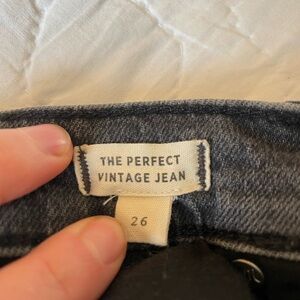 THE PERFECT
VINTAGE JEAN
26